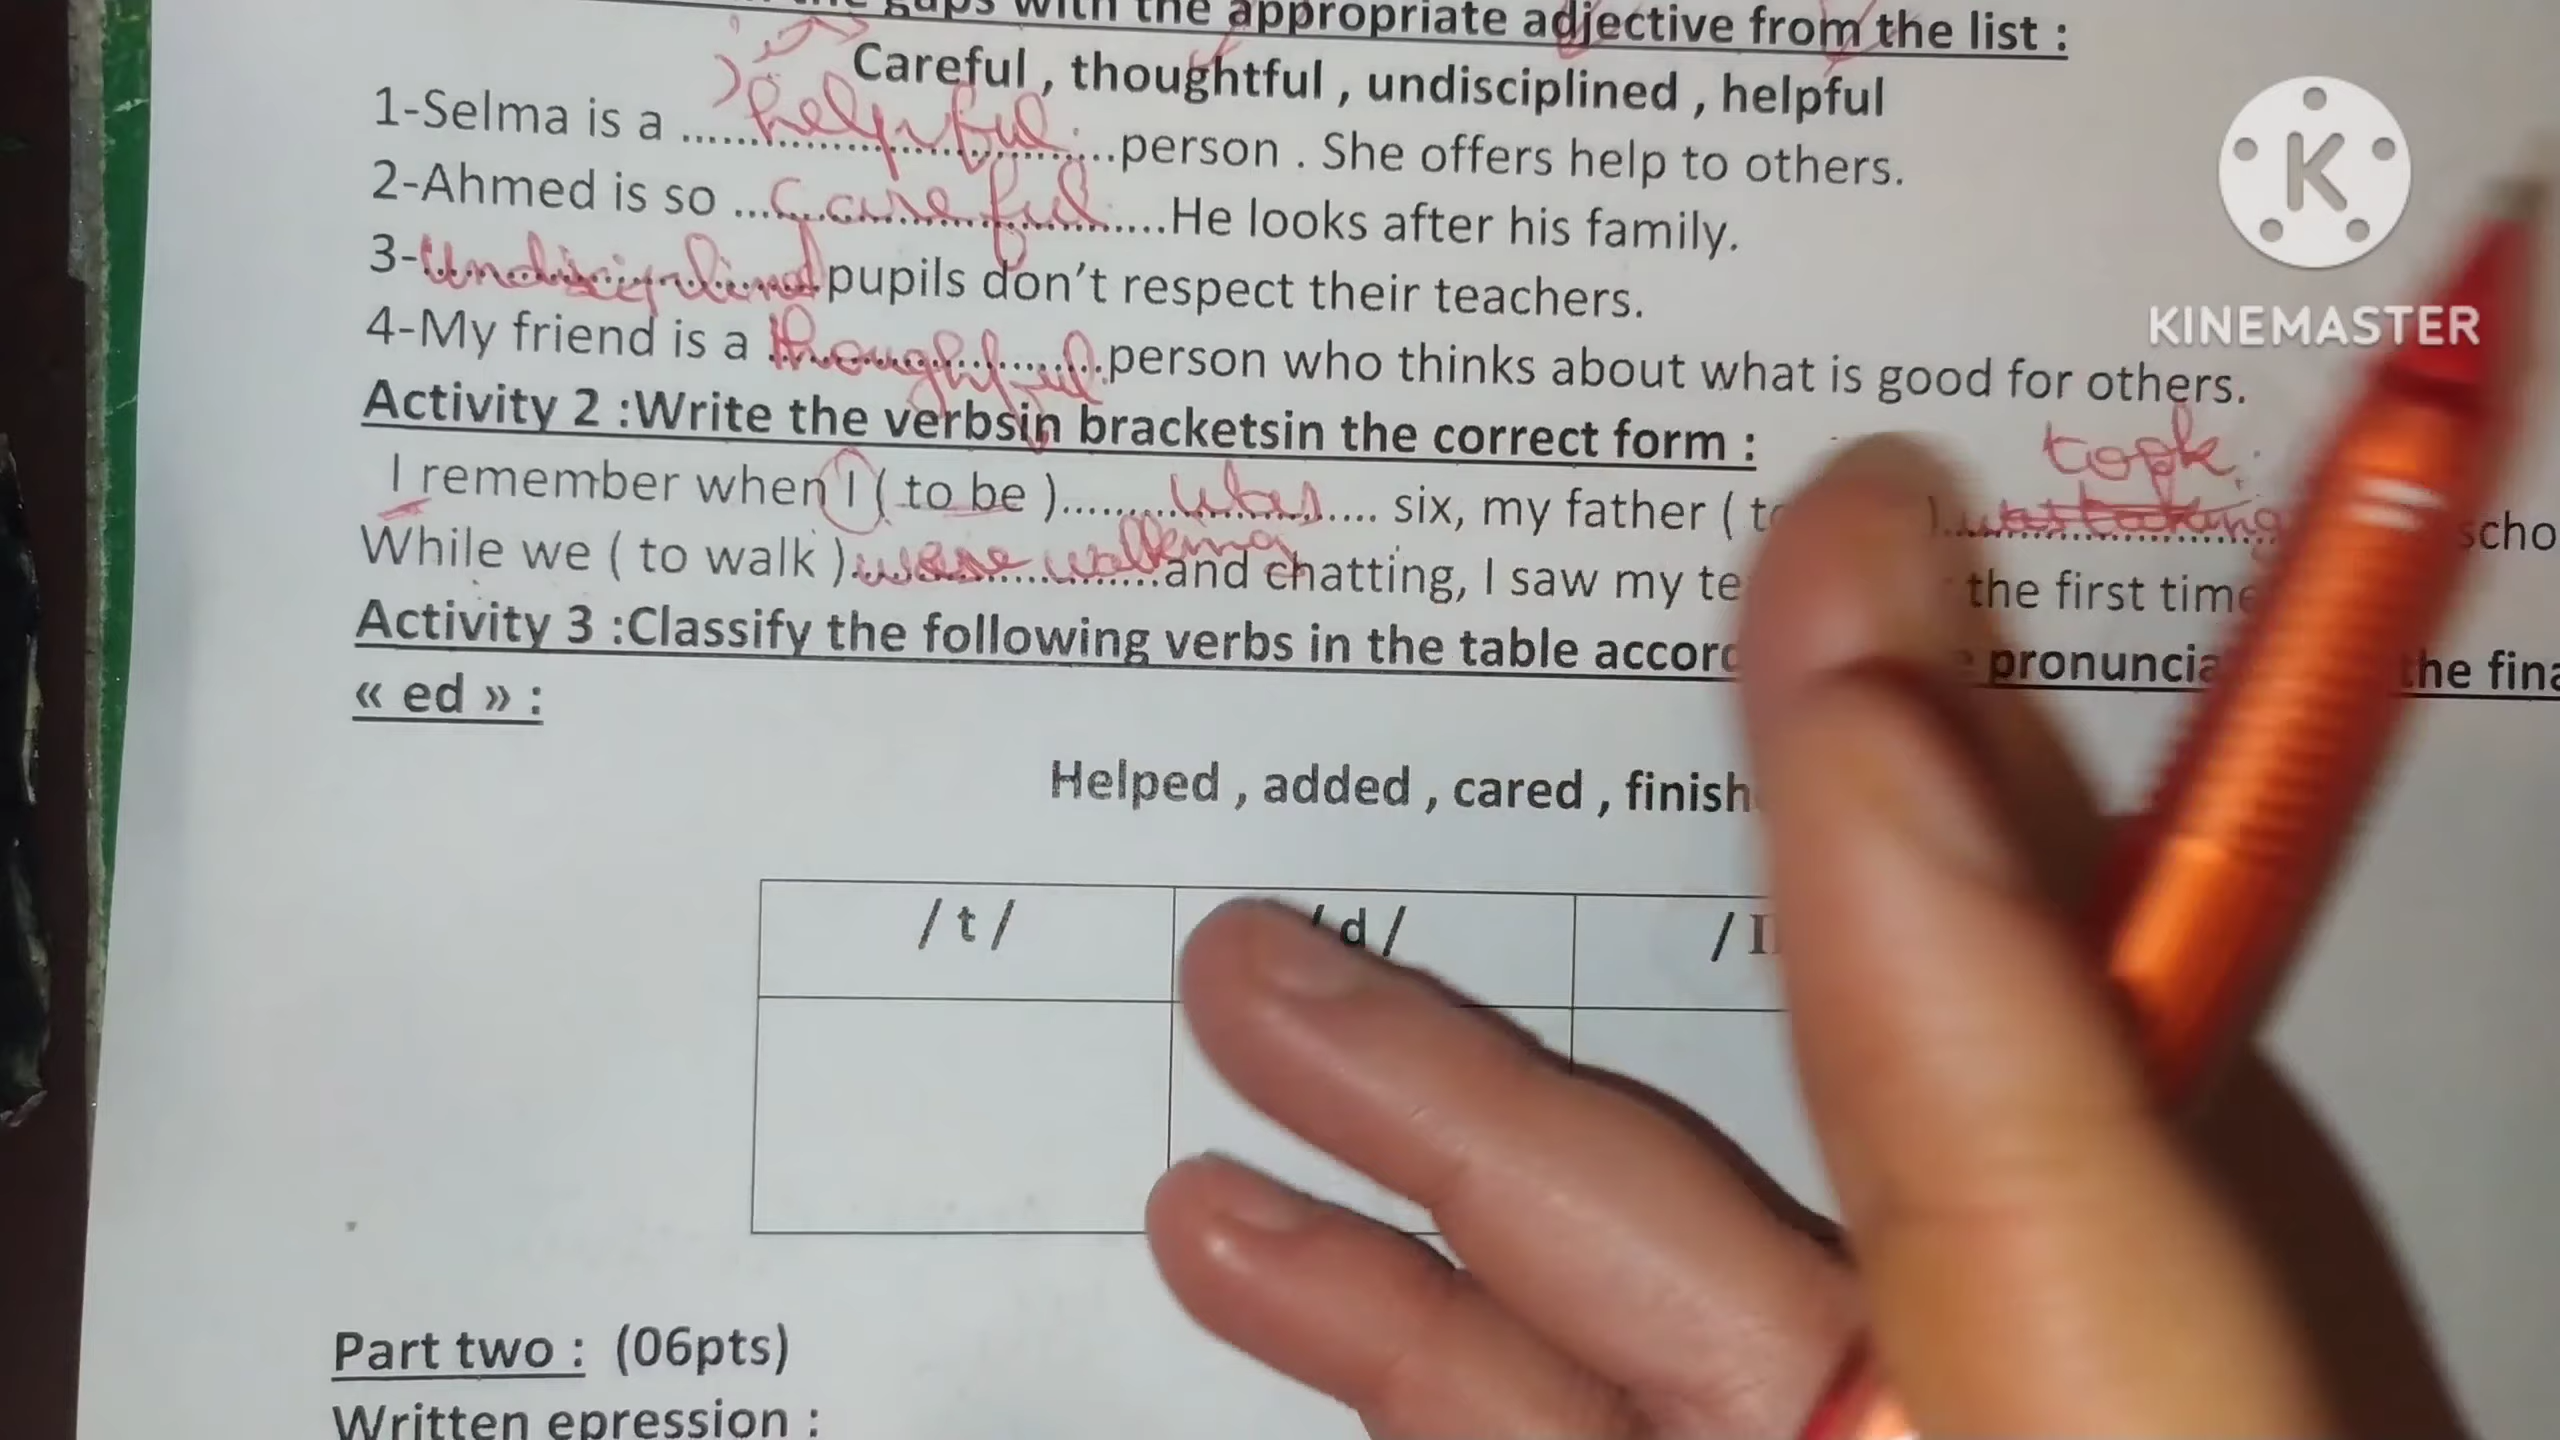 the gaps with the appropriate adjective from the list :
Careful , thoughtful , undisciplined , helpful
1-Selma is a ......helpful......person . She offers help to others.
2-Ahmed is so ...careful....He looks after his family.
3-undisciplined pupils don't respect their teachers.
4-My friend is a thoughtful person who thinks about what is good for others.
Activity 2 :Write the verbsin bracketsin the correct form :
took
I remember when I ( to be )......was.... six, my father ( ) was taking scho
While we ( to walk ) were walking and chatting, I saw my te the first time
Activity 3 :Classify the following verbs in the table accor pronuncia the fina
« ed » :
Helped , added , cared , finish
/ t / / d / / I
Part two : (06pts)
Written epression :
K
KINEMASTER